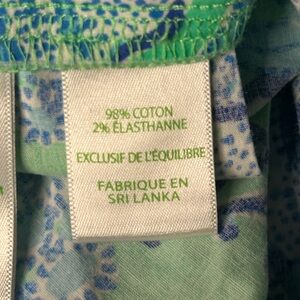 98% COTON
2% ÉLASTHANNE
EXCLUSIF DE L'ÉQUILIBRE
FABRIQUE EN
SRI LANKA